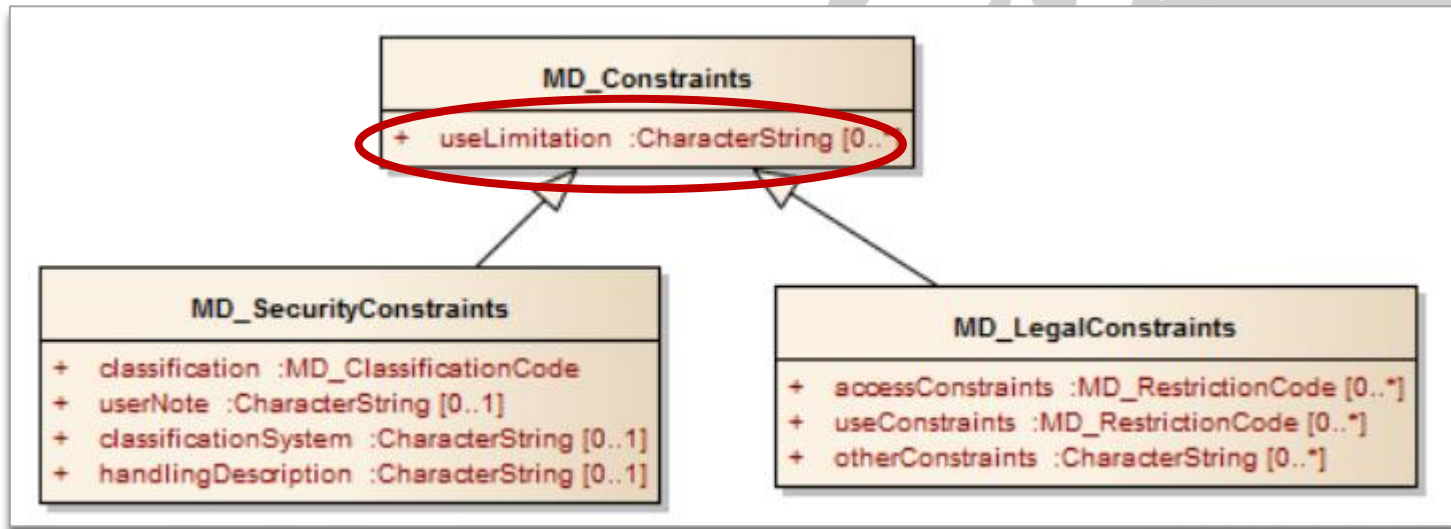 MD_Constraints
+ useLimitation :CharacterString [0..*]
MD_SecurityConstraints
+ classification :MD_ClassificationCode
+ userNote :CharacterString [0..1]
+ classificationSystem :CharacterString [0..1]
+ handlingDescription :CharacterString [0..1]
MD_LegalConstraints
+ accessConstraints :MD_RestrictionCode [0..*]
+ useConstraints :MD_RestrictionCode [0..*]
+ otherConstraints :CharacterString [0..*]